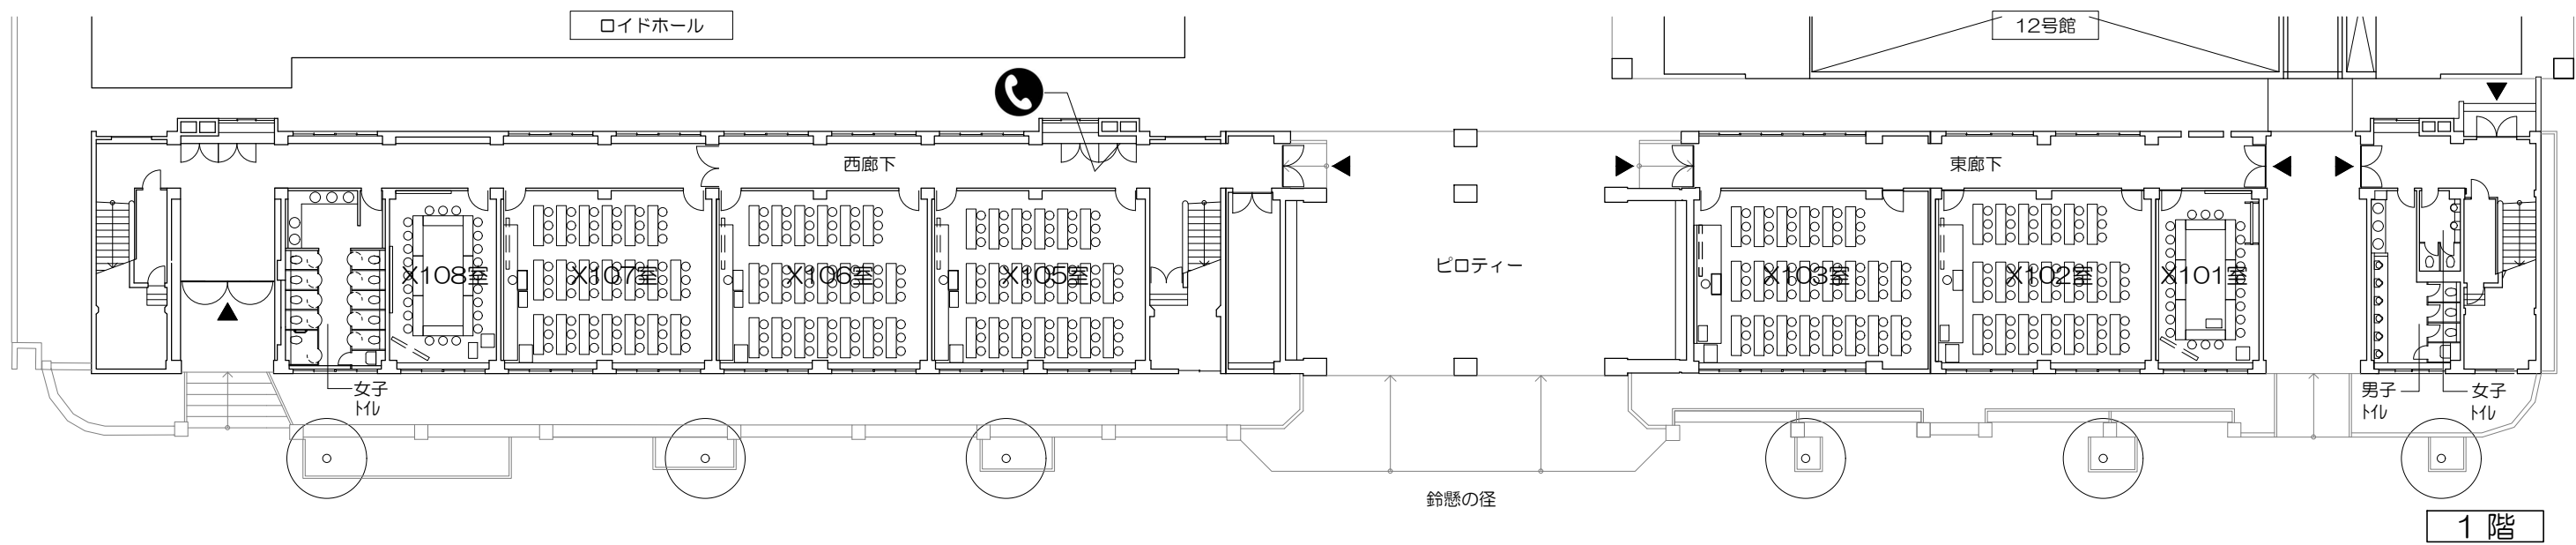 ロイドホール
12号館
西廊下
東廊下
X108室
X107室
X106室
X105室
ピロティー
X103室
X102室
X101室
女子
トイレ
男子
トイレ
女子
トイレ
鈴懸の径
1階